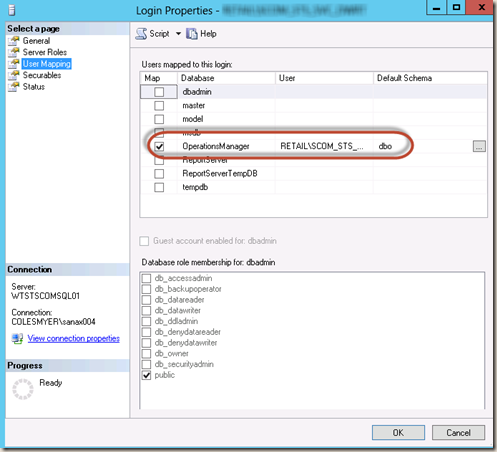 Login Properties -
Select a page
General
Server Roles
User Mapping
Securables
Status
Script
Help
Users mapped to this login:
Map Database User Default Schema
dbadmin
master
model
msdb
OperationsManager RETAIL\SCOM_STS_... dbo ...
ReportServer
ReportServerTempDB
tempdb
Guest account enabled for: dbadmin
Database role membership for: dbadmin
db_accessadmin
db_backupoperator
db_datareader
db_datawriter
db_ddladmin
db_denydatareader
db_denydatawriter
db_owner
db_securityadmin
public
Connection
Server:
WTSTSCOMSQL01
Connection:
COLESMYER\sanax004
View connection properties
Progress
Ready
OK
Cancel